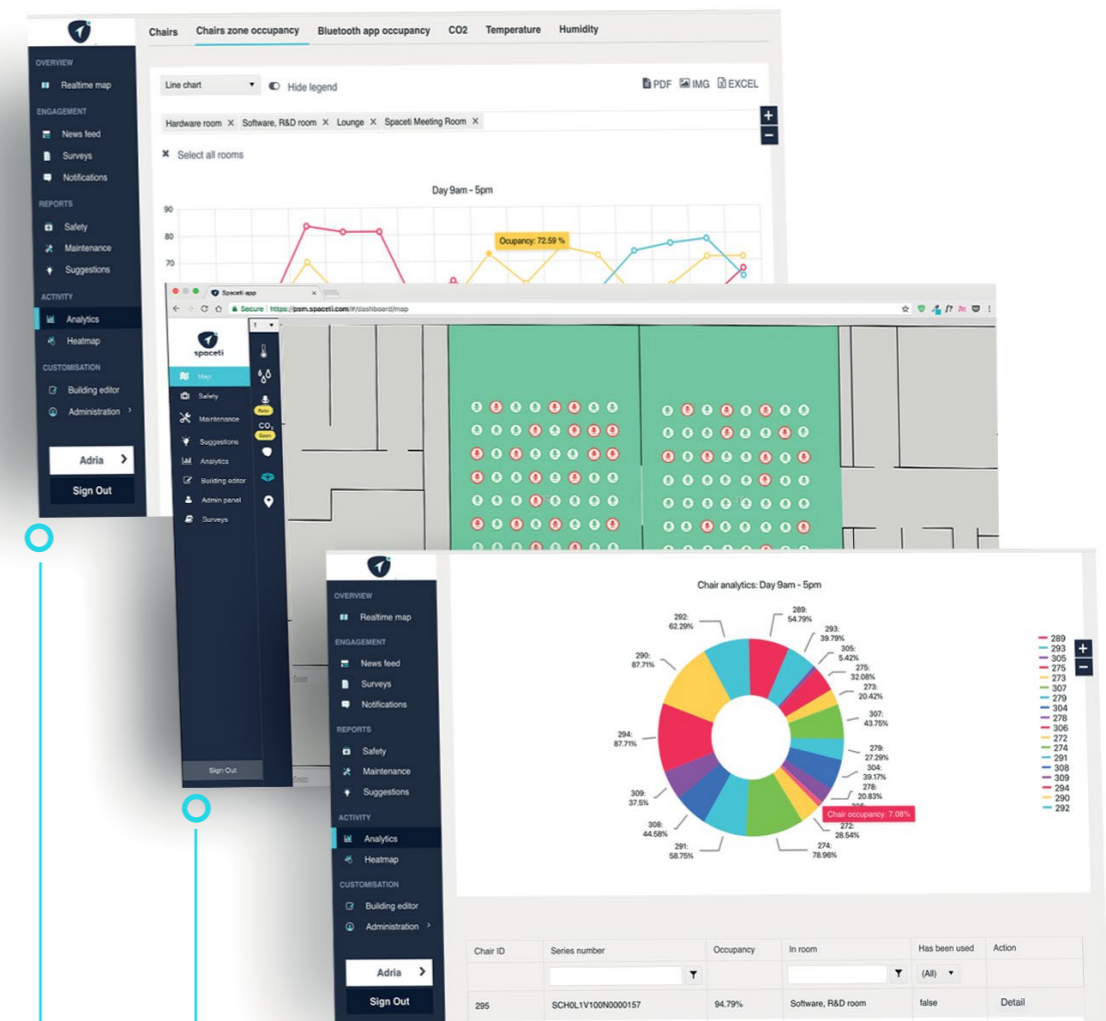 Chairs Chairs zone occupancy Bluetooth app occupancy CO2 Temperature Humidity
OVERVIEW
Realtime map
ENGAGEMENT
News feed
Surveys
Notifications
REPORTS
Safety
Maintenance
Suggestions
ACTIVITY
Analytics
Heatmap
CUSTOMISATION
Building editor
Administration >
Adria >
Sign Out
Line chart Hide legend PDF IMG EXCEL
Hardware room X Software, R&D room X Lounge X Spaceti Meeting Room X
+
−
Select all rooms
Day 9am - 5pm
90
80
70
Ocupancy: 72.59 %
Spaceti app
Secure https://psm.spaceti.com/#/dashboard/map
spaceti
Map
Safety
Maintenance
Suggestions
Analytics
Building editor
Admin panel
Surveys
Sign Out
1
Beta
CO2
Soon
OVERVIEW
Realtime map
ENGAGEMENT
News feed
Surveys
Notifications
REPORTS
Safety
Maintenance
Suggestions
ACTIVITY
Analytics
Heatmap
CUSTOMISATION
Building editor
Administration >
Adria >
Sign Out
Chair analytics: Day 9am - 5pm
289:
54.79%
293:
39.79%
305:
5.42%
275:
32.08%
273:
20.42%
307:
43.75%
279:
27.29%
304:
39.17%
278:
20.83%
Chair occupancy: 7.08%
272:
28.54%
274:
78.96%
291:
58.75%
308:
44.58%
309:
37.5%
294:
87.71%
290:
87.71%
292:
62.29%
289
293
305
275
273
307
279
304
278
306
272
274
291
308
309
294
290
292
+
−
Chair ID Series number Occupancy In room Has been used Action
(All)
295 SCH0L1V100N0000157 94.79% Software, R&D room false Detail